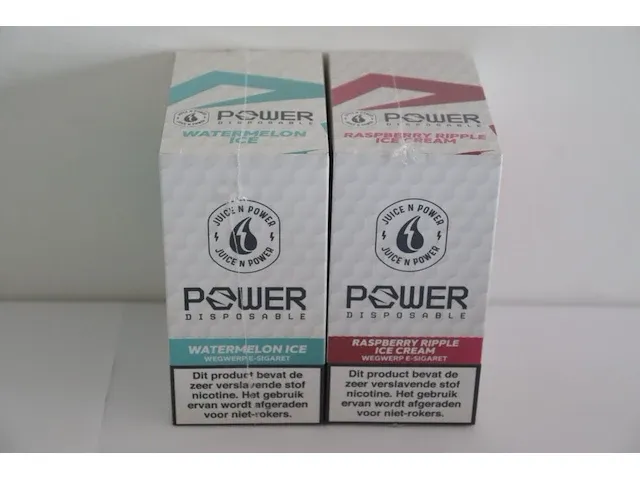 POWER
DISPOSABLE
WATERMELON
ICE
POWER
DISPOSABLE
RASPBERRY RIPPLE
ICE CREAM
JUICE N POWER
JUICE N POWER
POWER
DISPOSABLE
WATERMELON ICE
WEGWERP E-SIGARET
Dit product bevat de
zeer verslavende stof
nicotine. Het gebruik
ervan wordt afgeraden
voor niet-rokers.
JUICE N POWER
JUICE N POWER
POWER
DISPOSABLE
RASPBERRY RIPPLE
ICE CREAM
WEGWERP E-SIGARET
Dit product bevat de
zeer verslavende stof
nicotine. Het gebruik
ervan wordt afgeraden
voor niet-rokers.